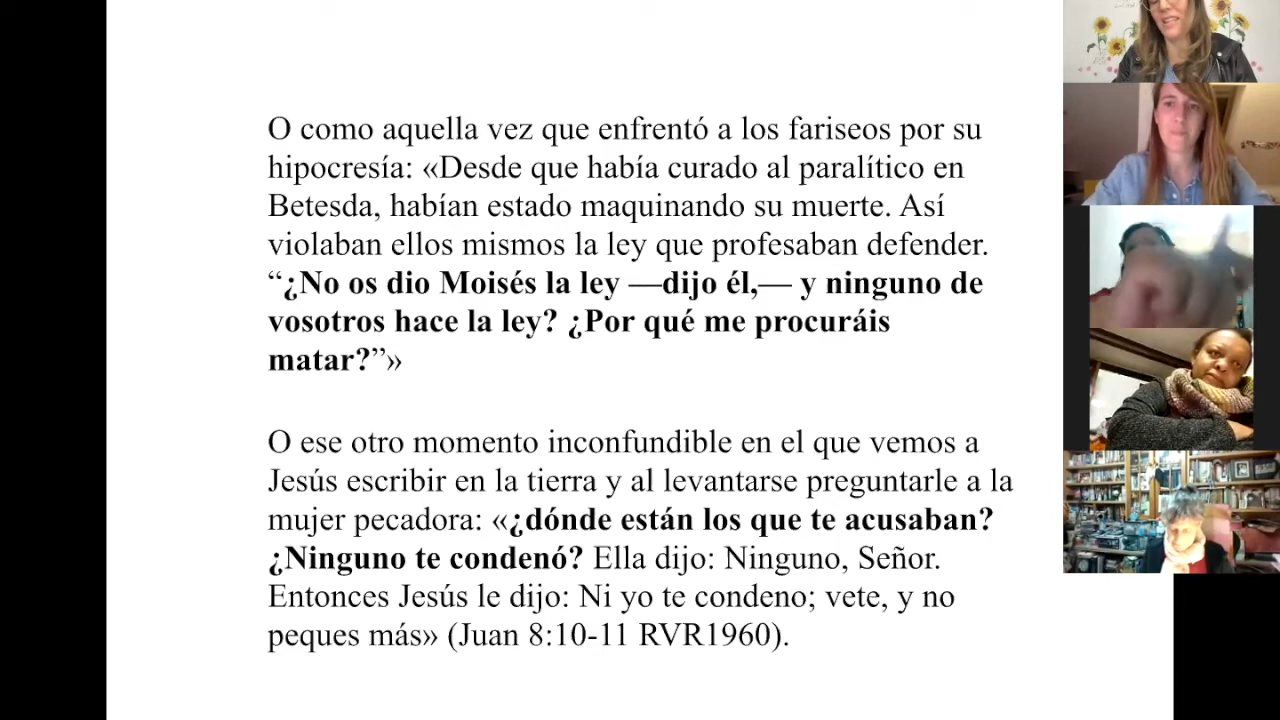 O como aquella vez que enfrentó a los fariseos por su
hipocresía: «Desde que había curado al paralítico en
Betesda, habían estado maquinando su muerte. Así
violaban ellos mismos la ley que profesaban defender.
“¿No os dio Moisés la ley —dijo él,— y ninguno de
vosotros hace la ley? ¿Por qué me procuráis
matar?”»
O ese otro momento inconfundible en el que vemos a
Jesús escribir en la tierra y al levantarse preguntarle a la
mujer pecadora: «¿dónde están los que te acusaban?
¿Ninguno te condenó? Ella dijo: Ninguno, Señor.
Entonces Jesús le dijo: Ni yo te condeno; vete, y no
peques más» (Juan 8:10-11 RVR1960).